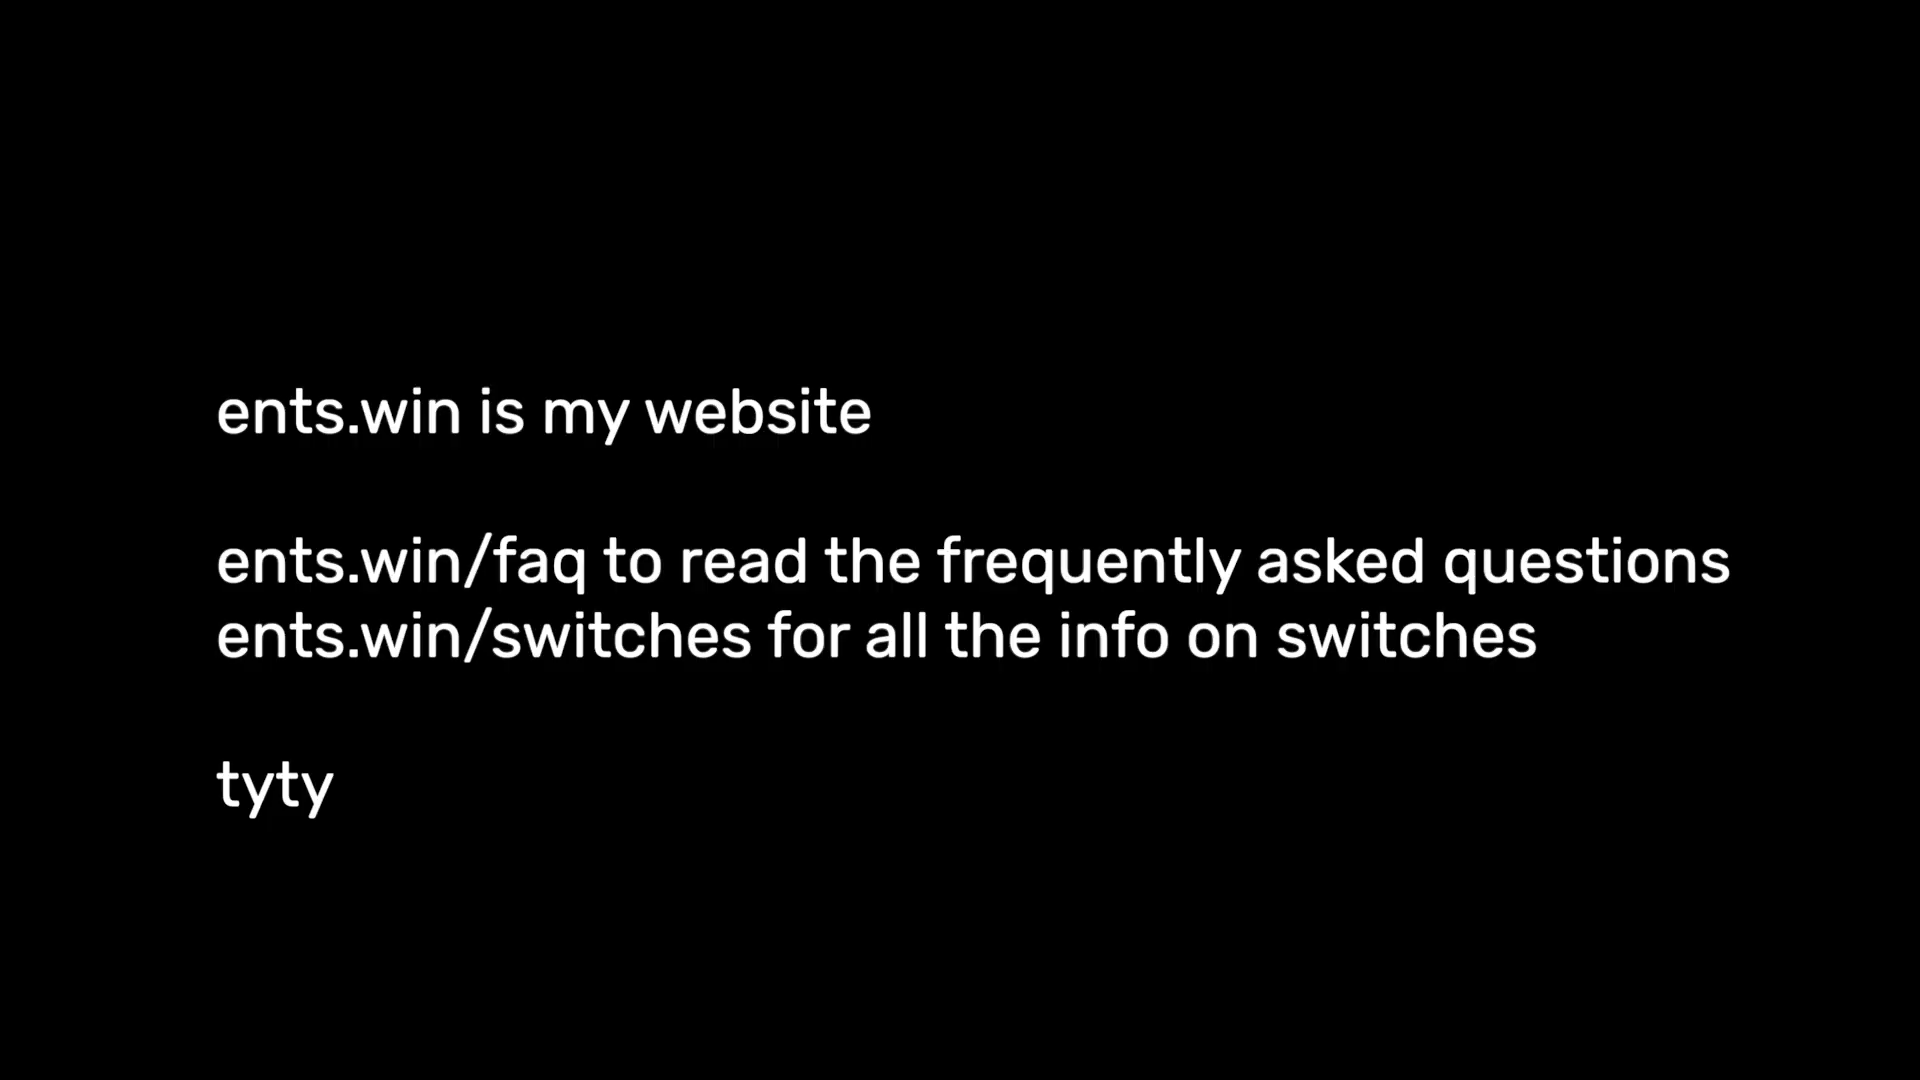 ents.win is my website
ents.win/faq to read the frequently asked questions
ents.win/switches for all the info on switches
tyty